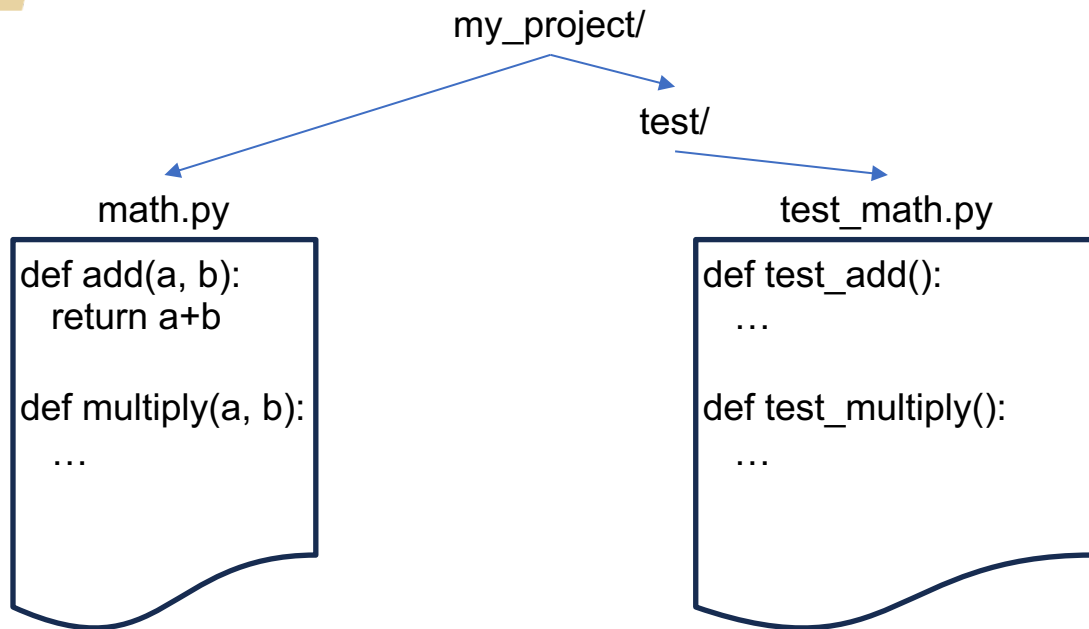 my_project/
test/
math.py
def add(a, b):
return a+b
def multiply(a, b):
…
test_math.py
def test_add():
…
def test_multiply():
…